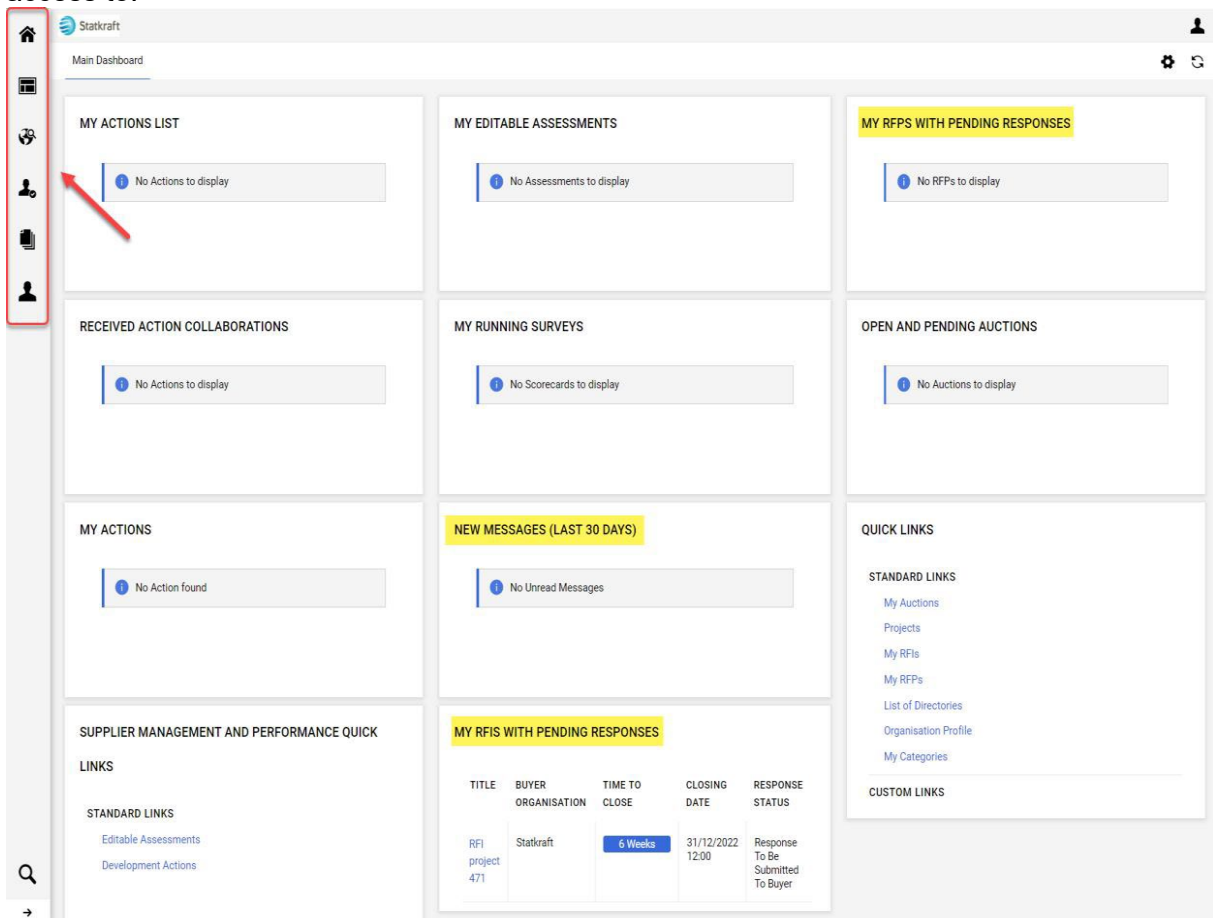 access to.
Statkraft
Main Dashboard
MY ACTIONS LIST
No Actions to display
MY EDITABLE ASSESSMENTS
No Assessments to display
MY RFPS WITH PENDING RESPONSES
No RFPs to display
RECEIVED ACTION COLLABORATIONS
No Actions to display
MY RUNNING SURVEYS
No Scorecards to display
OPEN AND PENDING AUCTIONS
No Auctions to display
MY ACTIONS
No Action found
NEW MESSAGES (LAST 30 DAYS)
No Unread Messages
QUICK LINKS
STANDARD LINKS
My Auctions
Projects
My RFIs
My RFPs
List of Directories
Organisation Profile
My Categories
CUSTOM LINKS
SUPPLIER MANAGEMENT AND PERFORMANCE QUICK
LINKS
STANDARD LINKS
Editable Assessments
Development Actions
MY RFIS WITH PENDING RESPONSES
TITLE
BUYER
ORGANISATION
TIME TO
CLOSE
CLOSING
DATE
RESPONSE
STATUS
RFI
project
471
Statkraft
6 Weeks
31/12/2022
12:00
Response
To Be
Submitted
To Buyer